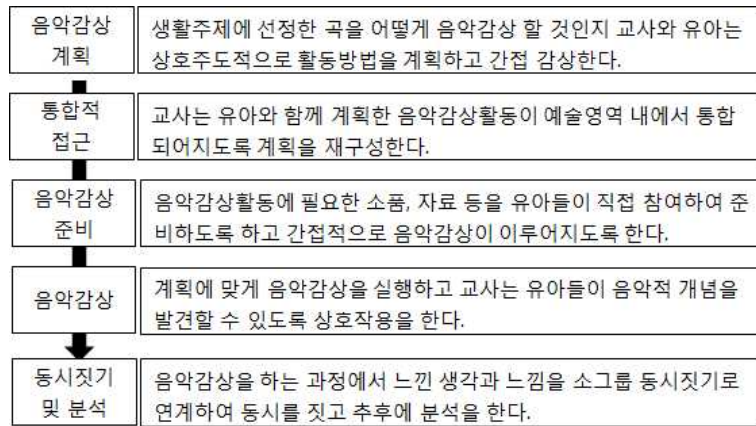 음악감상
계획
생활주제에 선정한 곡을 어떻게 음악감상 할 것인지 교사와 유아는
상호주도적으로 활동방법을 계획하고 간접 감상한다.
통합적
접근
교사는 유아와 함께 계획한 음악감상활동이 예술영역 내에서 통합
되어지도록 계획을 재구성한다.
음악감상
준비
음악감상활동에 필요한 소품, 자료 등을 유아들이 직접 참여하여 준
비하도록 하고 간접적으로 음악감상이 이루어지도록 한다.
음악감상
계획에 맞게 음악감상을 실행하고 교사는 유아들이 음악적 개념을
발견할 수 있도록 상호작용을 한다.
동시짓기
및 분석
음악감상을 하는 과정에서 느낀 생각과 느낌을 소그룹 동시짓기로
연계하여 동시를 짓고 추후에 분석을 한다.